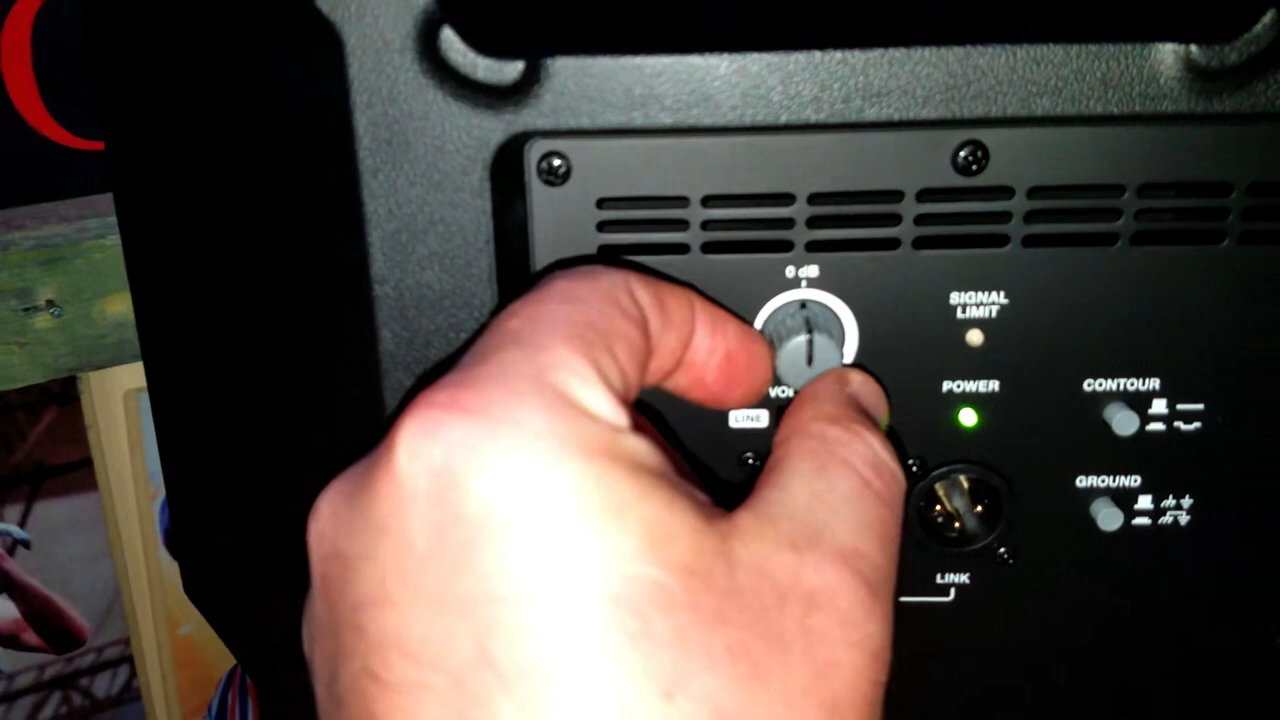 0 dB
SIGNAL
LIMIT
POWER
CONTOUR
LINE
GROUND
LINK